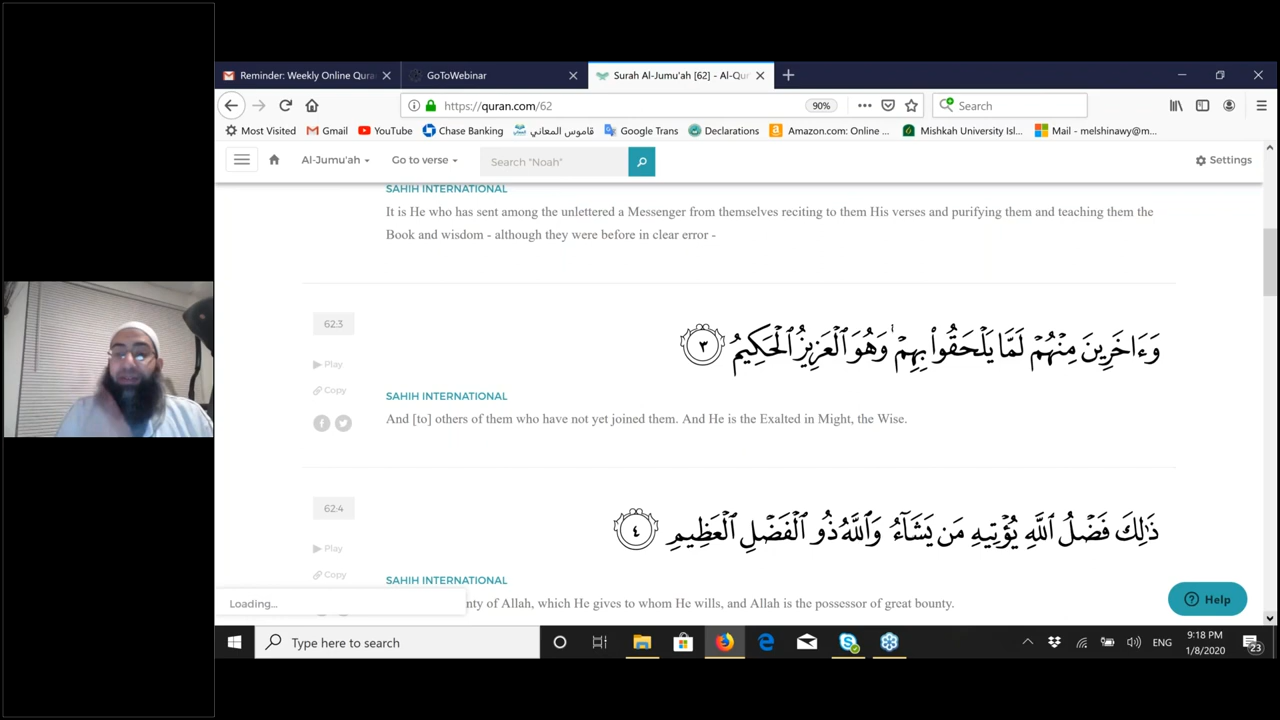 Reminder: Weekly Online Qura
GoToWebinar
Surah Al-Jumu'ah [62] - Al-Qur
https://quran.com/62
90%
Search
Most Visited
Gmail
YouTube
Chase Banking
قاموس المعاني
Google Trans
Declarations
Amazon.com: Online ...
Mishkah University Isl...
Mail - melshinawy@m...
Al-Jumu'ah
Go to verse
Search "Noah"
Settings
SAHIH INTERNATIONAL
It is He who has sent among the unlettered a Messenger from themselves reciting to them His verses and purifying them and teaching them the
Book and wisdom - although they were before in clear error -
62:3
وَءَاخَرِينَ مِنْهُمْ لَمَّا يَلْحَقُوا۟ بِهِمْ ۚ وَهُوَ ٱلْعَزِيزُ ٱلْحَكِيمُ ٣
Play
Copy
SAHIH INTERNATIONAL
And [to] others of them who have not yet joined them. And He is the Exalted in Might, the Wise.
62:4
ذَٰلِكَ فَضْلُ ٱللَّهِ يُؤْتِيهِ مَن يَشَآءُ ۚ وَٱللَّهُ ذُو ٱلْفَضْلِ ٱلْعَظِيمِ ٤
Play
Copy
SAHIH INTERNATIONAL
Loading...
nty of Allah, which He gives to whom He wills, and Allah is the possessor of great bounty.
Help
Type here to search
ENG
9:18 PM
1/8/2020
23